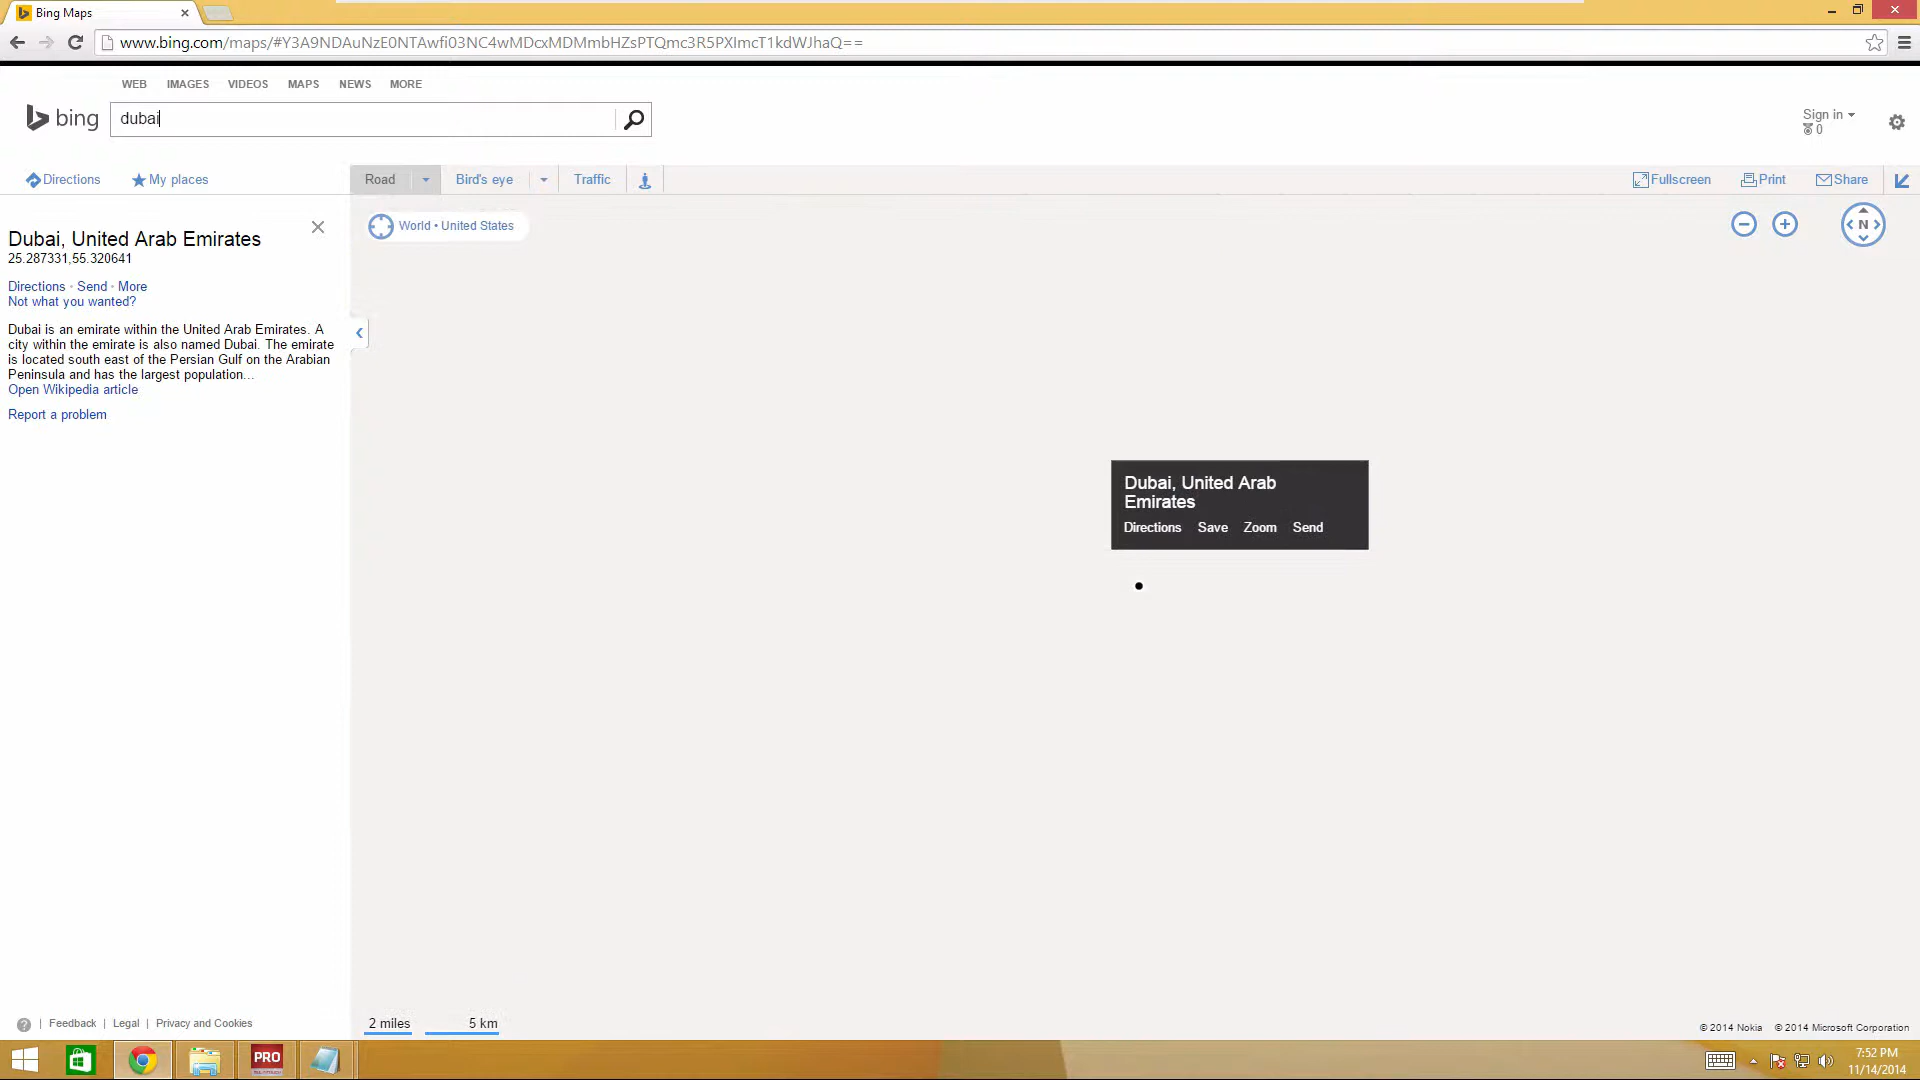 Bing Maps
www.bing.com/maps/#Y3A9NDAuNzE0NTAwfi03NC4wMDcxMDMmbHZsPTQmc3R5PXImcT1kdWJhaQ==
WEB IMAGES VIDEOS MAPS NEWS MORE
bing
dubai
Sign in
0
Directions
My places
Road
Bird's eye
Traffic
Fullscreen
Print
Share
World • United States
N
Dubai, United Arab Emirates
25.287331,55.320641
Directions · Send · More
Not what you wanted?
Dubai is an emirate within the United Arab Emirates. A
city within the emirate is also named Dubai. The emirate
is located south east of the Persian Gulf on the Arabian
Peninsula and has the largest population...
Open Wikipedia article
Report a problem
Dubai, United Arab
Emirates
Directions Save Zoom Send
2 miles
5 km
? | Feedback | Legal | Privacy and Cookies
© 2014 Nokia © 2014 Microsoft Corporation
PRO
7:52 PM
11/14/2014